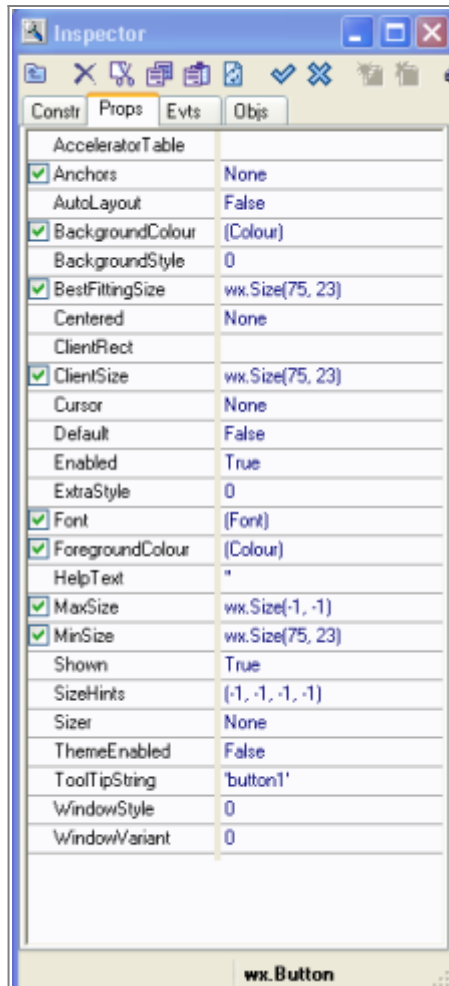 Inspector
Constr Props Evts Objs
AcceleratorTable
Anchors None
AutoLayout False
BackgroundColour (Colour)
BackgroundStyle 0
BestFittingSize wx.Size(75, 23)
Centered None
ClientRect
ClientSize wx.Size(75, 23)
Cursor None
Default False
Enabled True
ExtraStyle 0
Font (Font)
ForegroundColour (Colour)
HelpText ''
MaxSize wx.Size(-1, -1)
MinSize wx.Size(75, 23)
Shown True
SizeHints (-1, -1, -1, -1)
Sizer None
ThemeEnabled False
ToolTipString 'button1'
WindowStyle 0
WindowVariant 0
wx.Button